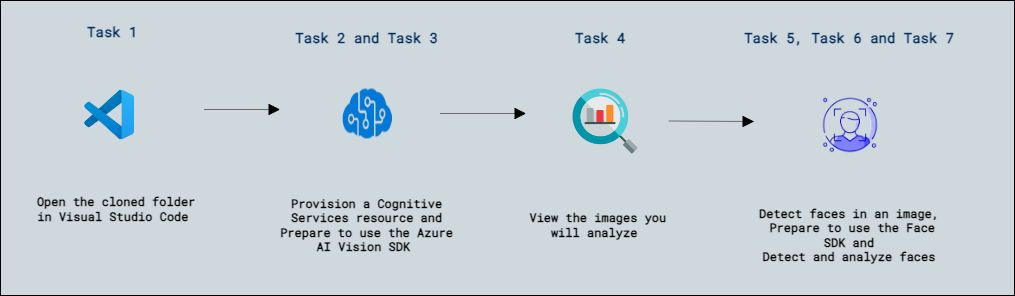 Task 1
Task 2 and Task 3
Task 4
Task 5, Task 6 and Task 7
Open the cloned folder
in Visual Studio Code
Provision a Cognitive
Services resource and
Prepare to use the Azure
AI Vision SDK
View the images you
will analyze
Detect faces in an image,
Prepare to use the Face
SDK and
Detect and analyze faces